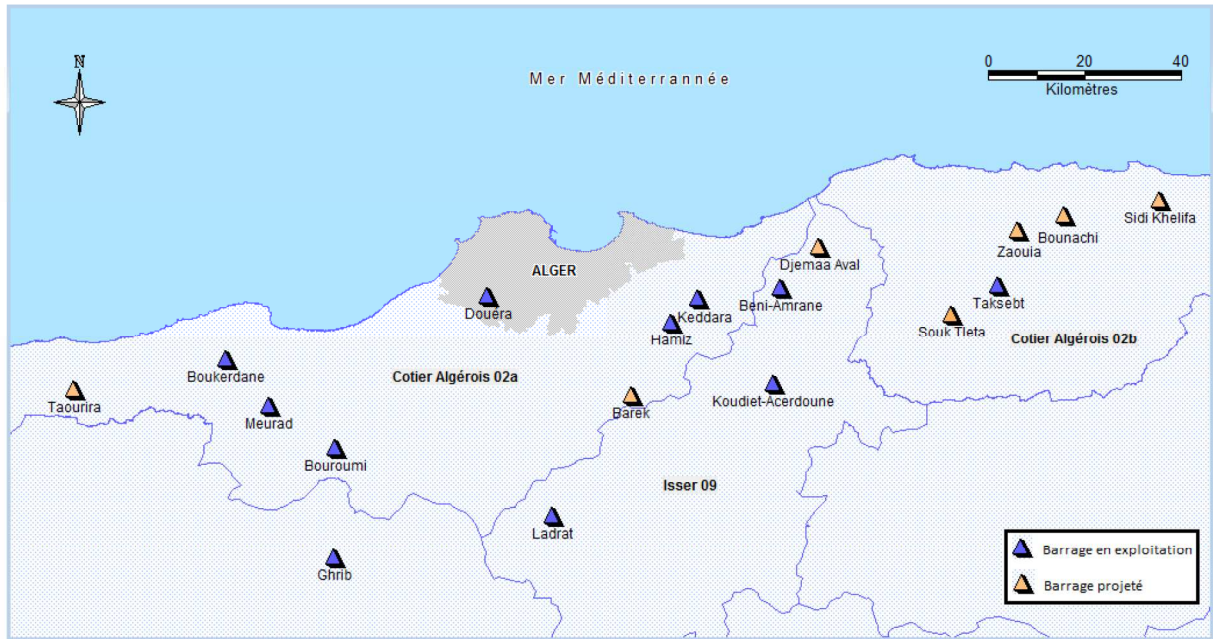 N
Mer Méditerrannée
0 20 40
Kilomètres
Sidi Khelifa
Bounachi
Zaouia
ALGER
Djemaa Aval
Douéra
Keddara
Beni-Amrane
Taksebt
Hamiz
Souk Tleta
Cotier Algérois 02b
Boukerdane
Cotier Algérois 02a
Taourira
Meurad
Barek
Koudiet-Acerdoune
Bouroumi
Isser 09
Ladrat
Ghrib
Barrage en exploitation
Barrage projeté